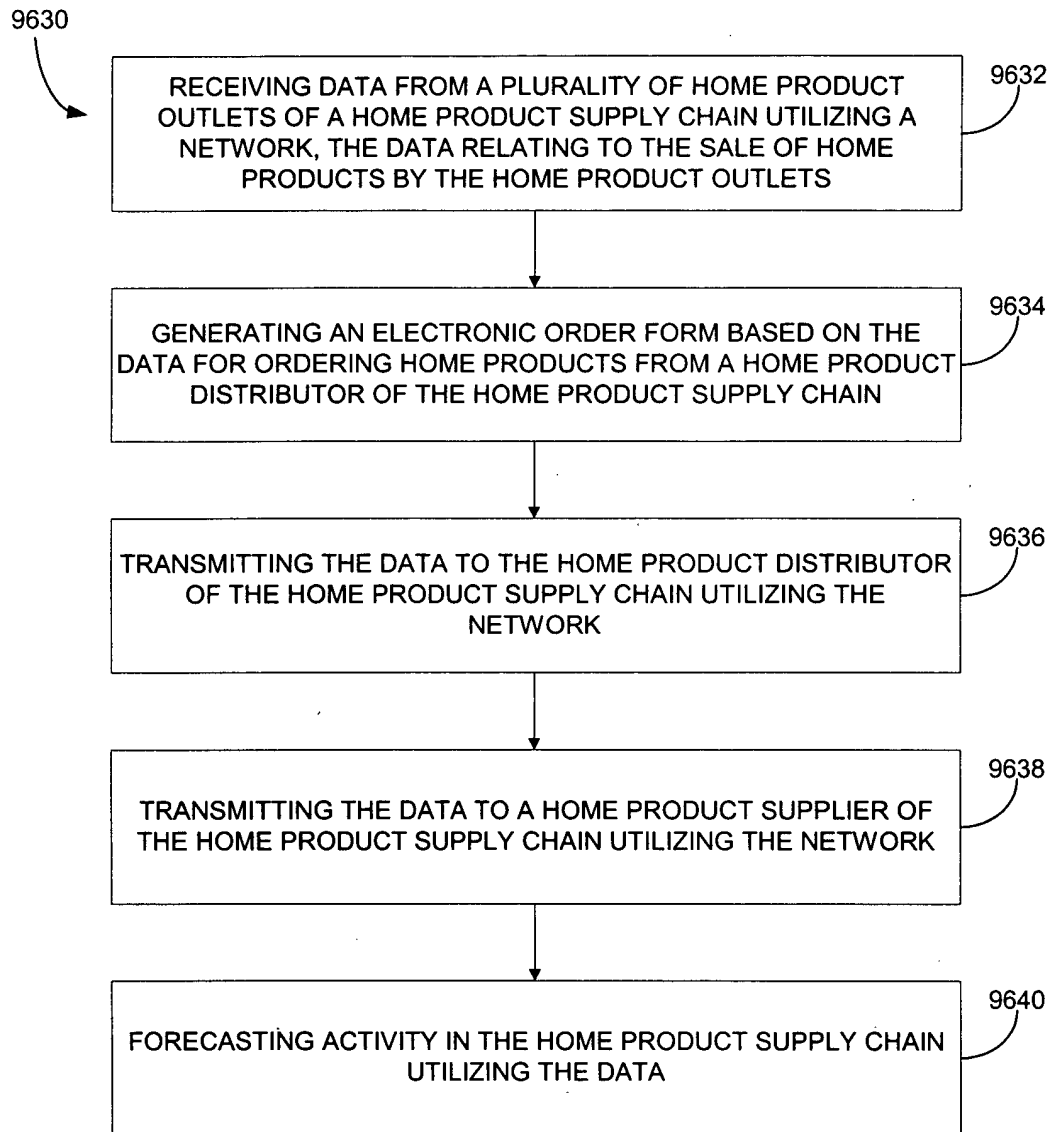 9630
9632
RECEIVING DATA FROM A PLURALITY OF HOME PRODUCT
OUTLETS OF A HOME PRODUCT SUPPLY CHAIN UTILIZING A
NETWORK, THE DATA RELATING TO THE SALE OF HOME
PRODUCTS BY THE HOME PRODUCT OUTLETS
9634
GENERATING AN ELECTRONIC ORDER FORM BASED ON THE
DATA FOR ORDERING HOME PRODUCTS FROM A HOME PRODUCT
DISTRIBUTOR OF THE HOME PRODUCT SUPPLY CHAIN
9636
TRANSMITTING THE DATA TO THE HOME PRODUCT DISTRIBUTOR
OF THE HOME PRODUCT SUPPLY CHAIN UTILIZING THE
NETWORK
9638
TRANSMITTING THE DATA TO A HOME PRODUCT SUPPLIER OF
THE HOME PRODUCT SUPPLY CHAIN UTILIZING THE NETWORK
9640
FORECASTING ACTIVITY IN THE HOME PRODUCT SUPPLY CHAIN
UTILIZING THE DATA